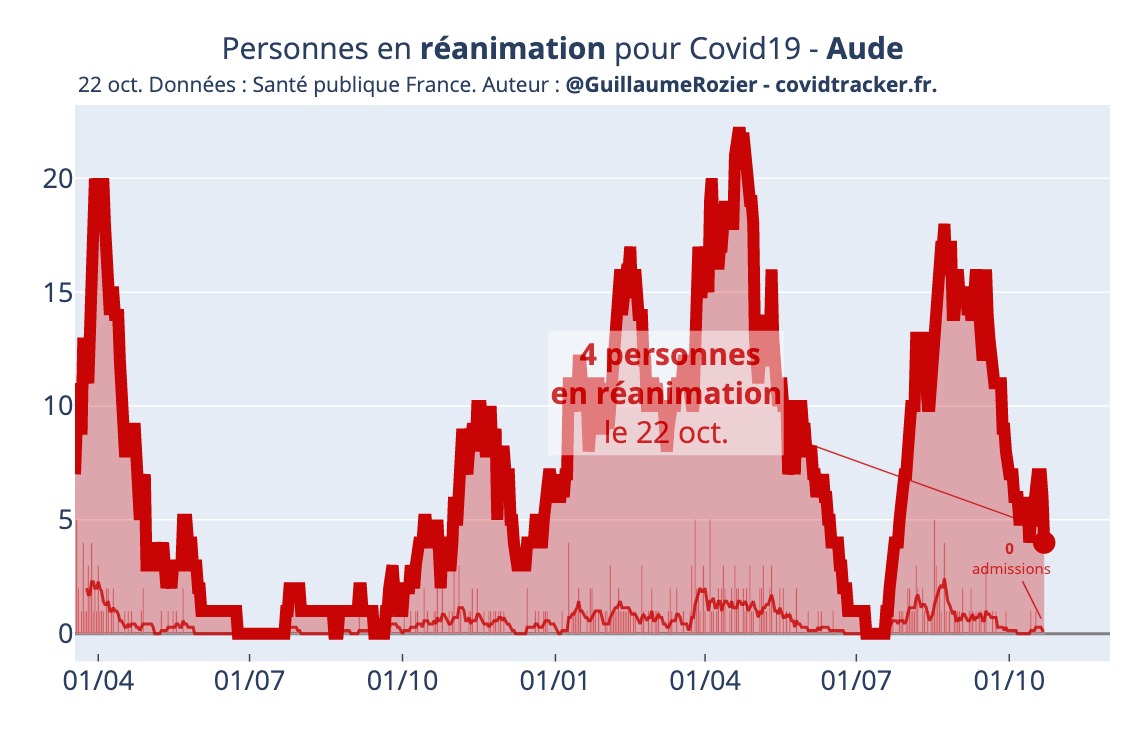 Personnes en réanimation pour Covid19 - Aude
22 oct. Données : Santé publique France. Auteur : @GuillaumeRozier - covidtracker.fr.
20
15
10
5
0
4 personnes
en réanimation
le 22 oct.
0
admissions
01/04
01/07
01/10
01/01
01/04
01/07
01/10